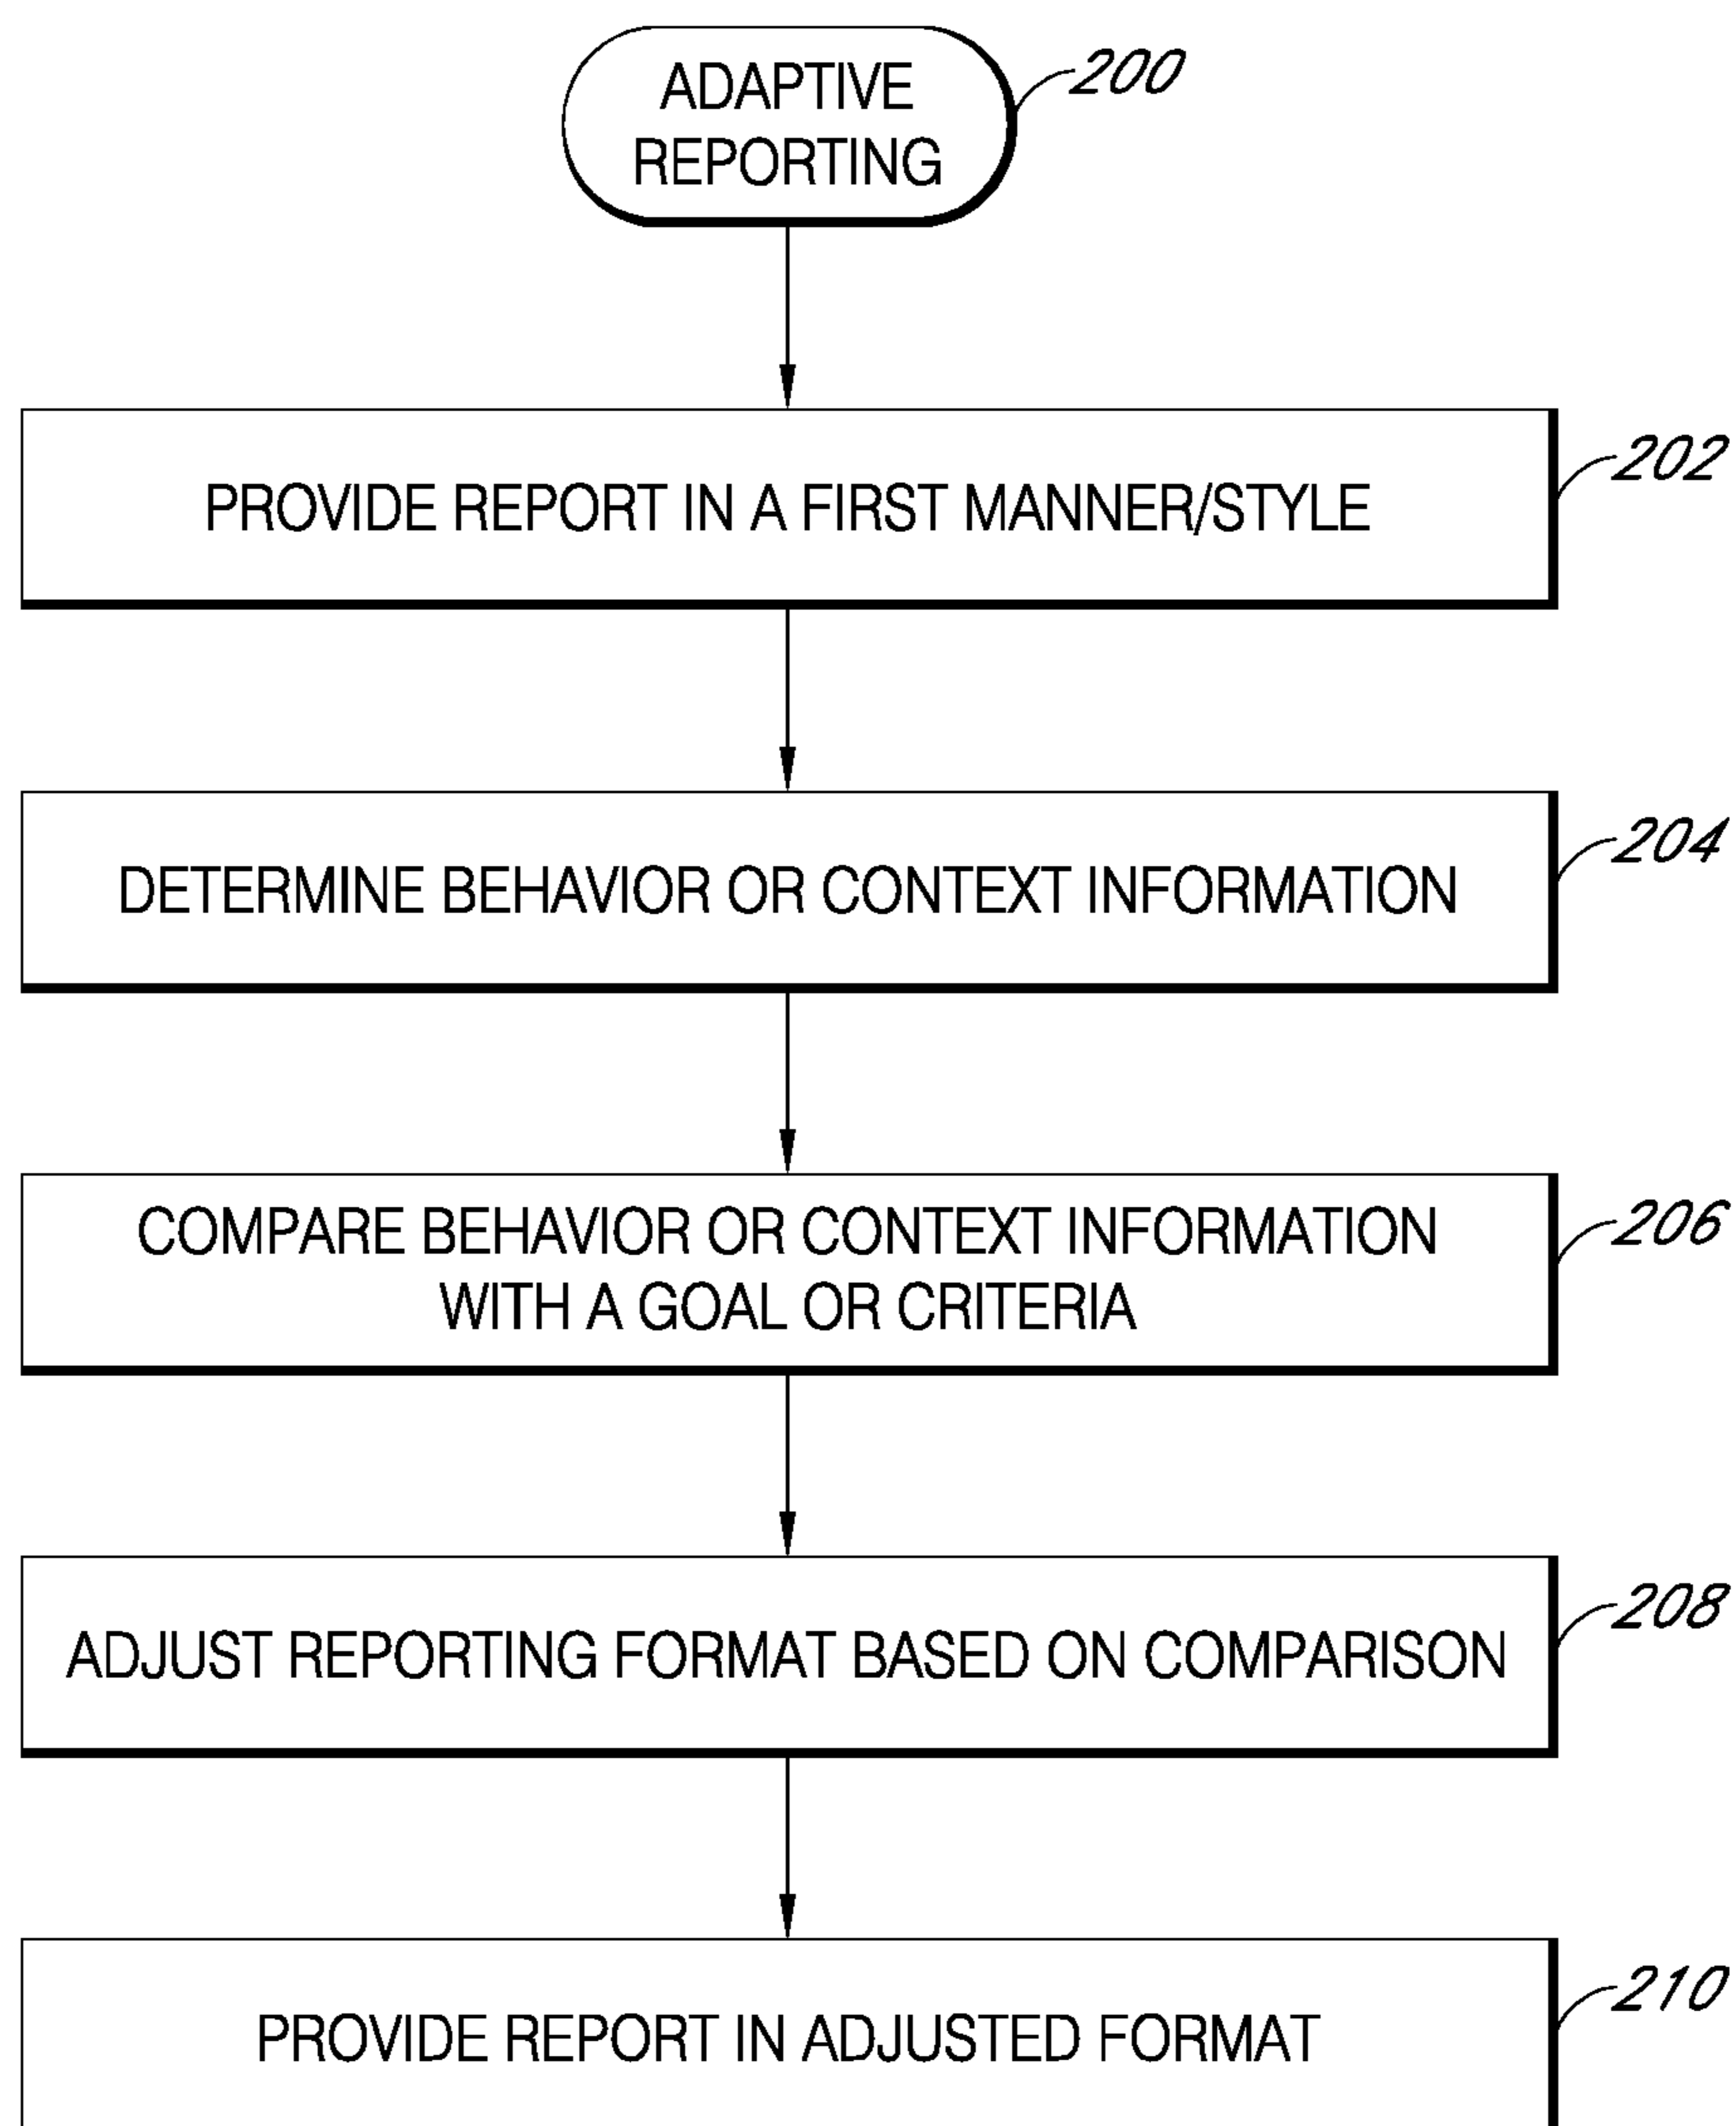 ADAPTIVE
REPORTING
200
PROVIDE REPORT IN A FIRST MANNER/STYLE
202
DETERMINE BEHAVIOR OR CONTEXT INFORMATION
204
COMPARE BEHAVIOR OR CONTEXT INFORMATION
WITH A GOAL OR CRITERIA
206
ADJUST REPORTING FORMAT BASED ON COMPARISON
208
PROVIDE REPORT IN ADJUSTED FORMAT
210